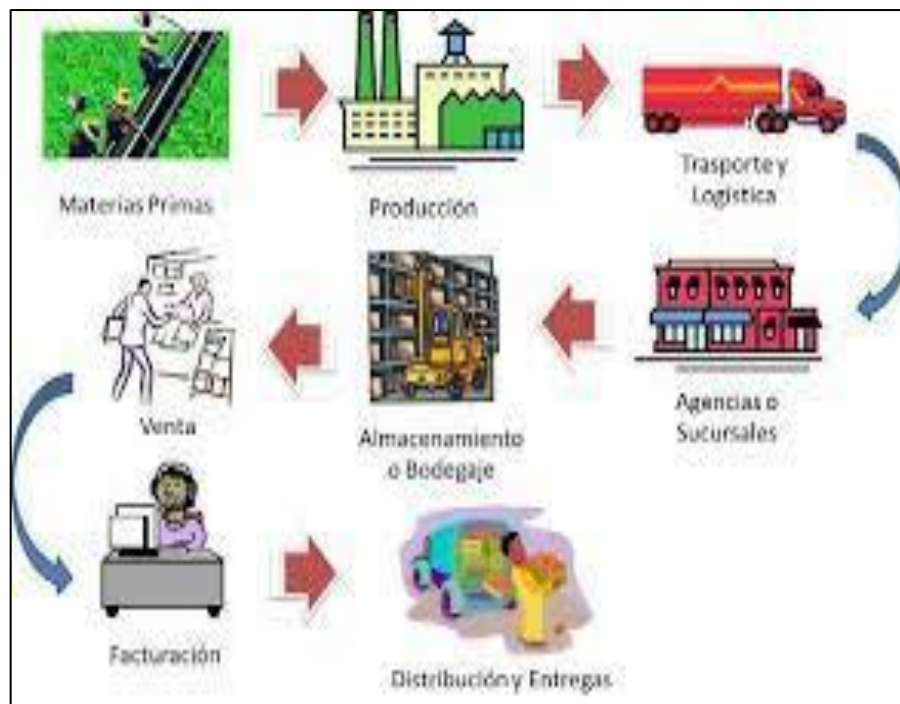 Materias Primas
Producción
Trasporte y
Logística
Agencias o
Sucursales
Almacenamiento
o Bodegaje
Venta
Facturación
Distribución y Entregas